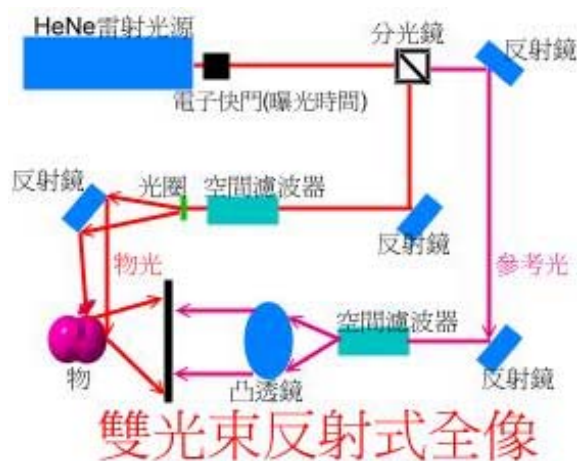 HeNe雷射光源
分光鏡
反射鏡
電子快門(曝光時間)
反射鏡
光圈
空間濾波器
反射鏡
物光
參考光
空間濾波器
物
凸透鏡
反射鏡
雙光束反射式全像